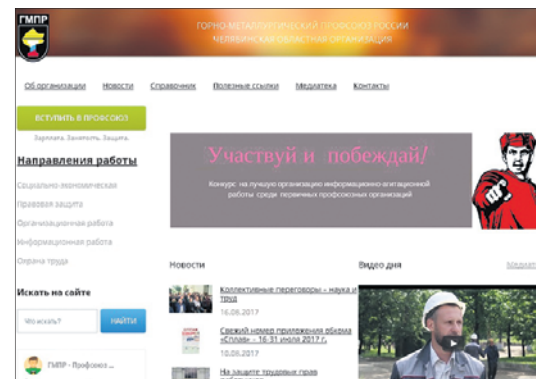 ГМПР
ГОРНО-МЕТАЛЛУРГИЧЕСКИЙ ПРОФСОЮЗ РОССИИ
ЧЕЛЯБИНСКАЯ ОБЛАСТНАЯ ОРГАНИЗАЦИЯ
Об организации Новости Справочник Полезные ссылки Медиатека Контакты
ВСТУПИТЬ В ПРОФСОЮЗ
Зарплата. Занятость. Защита.
Направления работы
Социально-экономическая
Правовая защита
Организационная работа
Информационная работа
Охрана труда
Искать на сайте
Что искать? НАЙТИ
ГМПР - Профсоюз ...
Участвуй и побеждай!
Конкурс на лучшую организацию информационно-агитационной
работы среди первичных профсоюзных организаций
Новости
Коллективные переговоры – наука и
труд
16.08.2017
Свежий номер приложения обкома
«Сплав» – 16-31 июля 2017 г.
10.08.2017
На защите трудовых прав
Видео дня